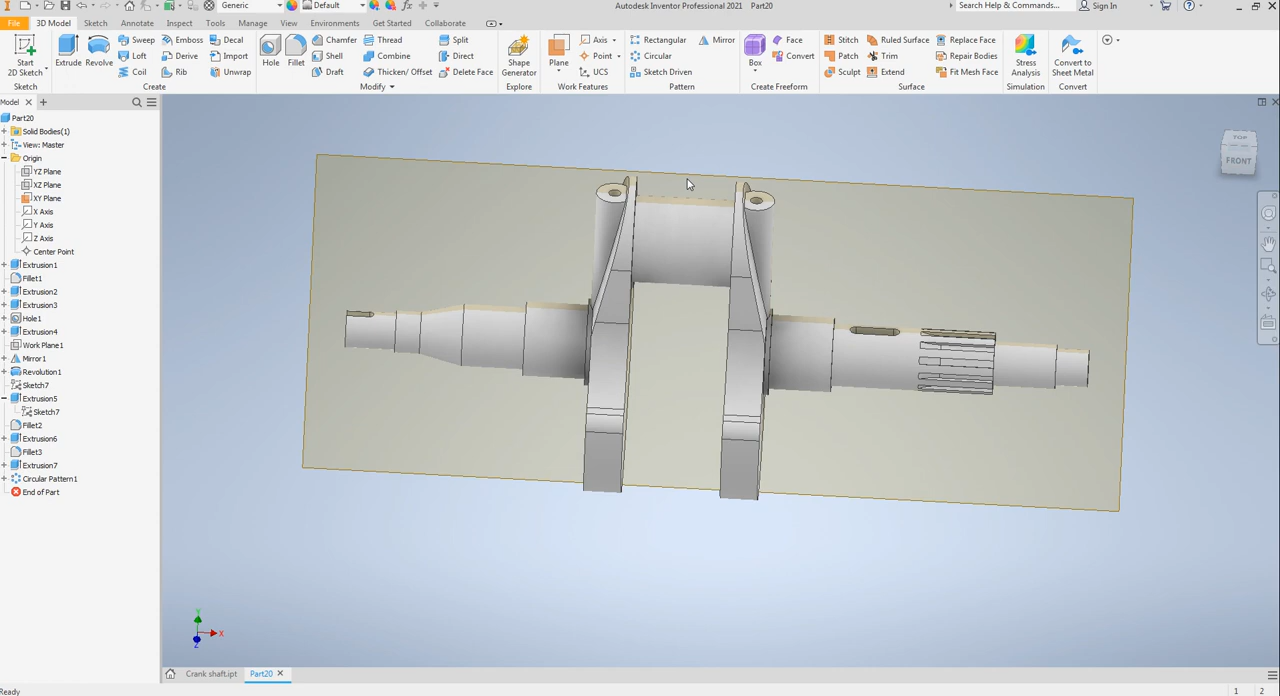 Generic
Default
Autodesk Inventor Professional 2021 Part20
Search Help & Commands...
Sign In
File 3D Model Sketch Annotate Inspect Tools Manage View Environments Get Started Collaborate
Start
2D Sketch
Sketch
Extrude
Revolve
Sweep
Loft
Coil
Emboss
Derive
Rib
Decal
Import
Unwrap
Create
Hole
Fillet
Chamfer
Shell
Draft
Thread
Combine
Thicken/ Offset
Split
Direct
Delete Face
Modify
Shape
Generator
Explore
Plane
Axis
Point
UCS
Work Features
Rectangular
Circular
Sketch Driven
Mirror
Pattern
Box
Face
Convert
Create Freeform
Stitch
Patch
Sculpt
Ruled Surface
Trim
Extend
Replace Face
Repair Bodies
Fit Mesh Face
Surface
Stress
Analysis
Simulation
Convert to
Sheet Metal
Convert
Model
Part20
Solid Bodies(1)
View: Master
Origin
YZ Plane
XZ Plane
XY Plane
X Axis
Y Axis
Z Axis
Center Point
Extrusion1
Fillet1
Extrusion2
Extrusion3
Hole1
Extrusion4
Work Plane1
Mirror1
Revolution1
Sketch7
Extrusion5
Sketch7
Fillet2
Extrusion6
Fillet3
Extrusion7
Circular Pattern1
End of Part
TOP
FRONT
Y
X
Z
Crank shaft.ipt Part20
Ready
1 2